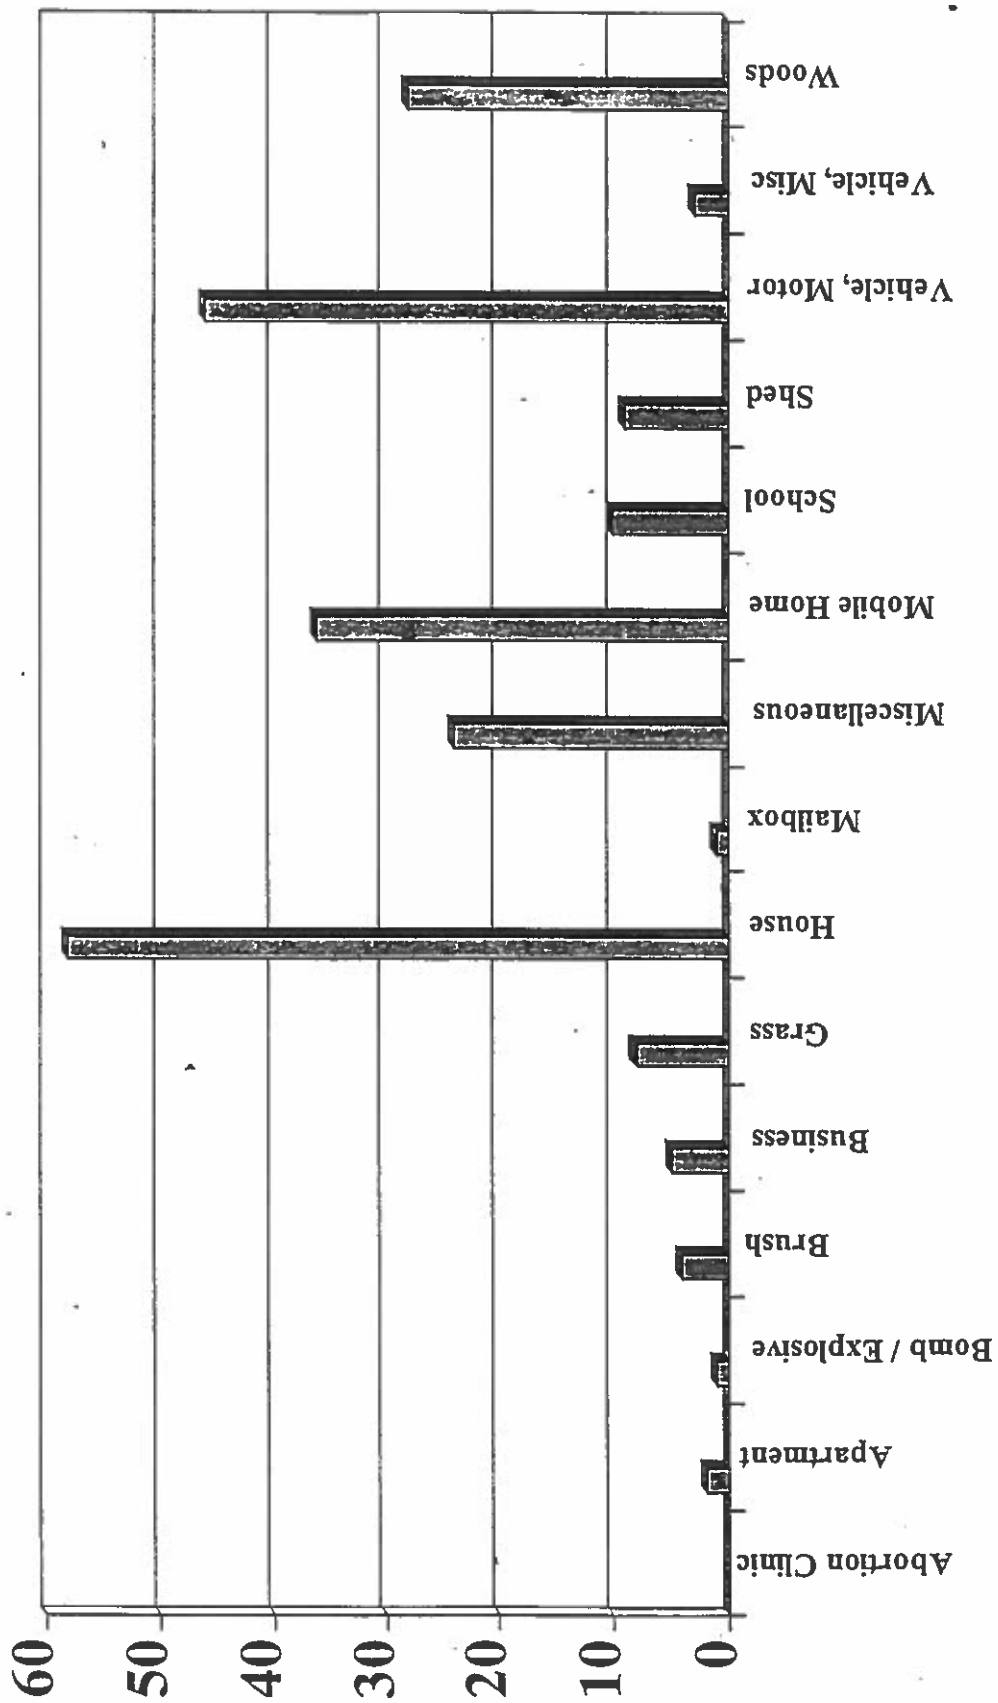 60
50
40
30
20
10
0
Abortion Clinic
Apartment
Bomb / Explosive
Brush
Business
Grass
House
Mailbox
Miscellaneous
Mobile Home
School
Shed
Vehicle, Motor
Vehicle, Misc
Woods